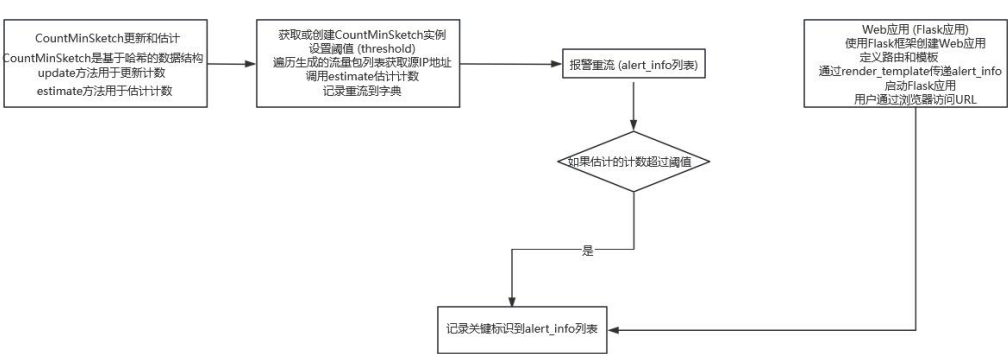 CountMinSketch更新和估计
CountMinSketch是基于哈希的数据结构
update方法用于更新计数
estimate方法用于估计计数
获取或创建CountMinSketch实例
设置阈值 (threshold)
遍历生成的流量包列表获取源IP地址
调用estimate估计计数
记录重流到字典
报警重流 (alert_info列表)
如果估计的计数超过阈值
是
记录关键标识到alert_info列表
Web应用 (Flask应用)
使用Flask框架创建Web应用
定义路由和模板
通过render_template传递alert_info
启动Flask应用
用户通过浏览器访问URL